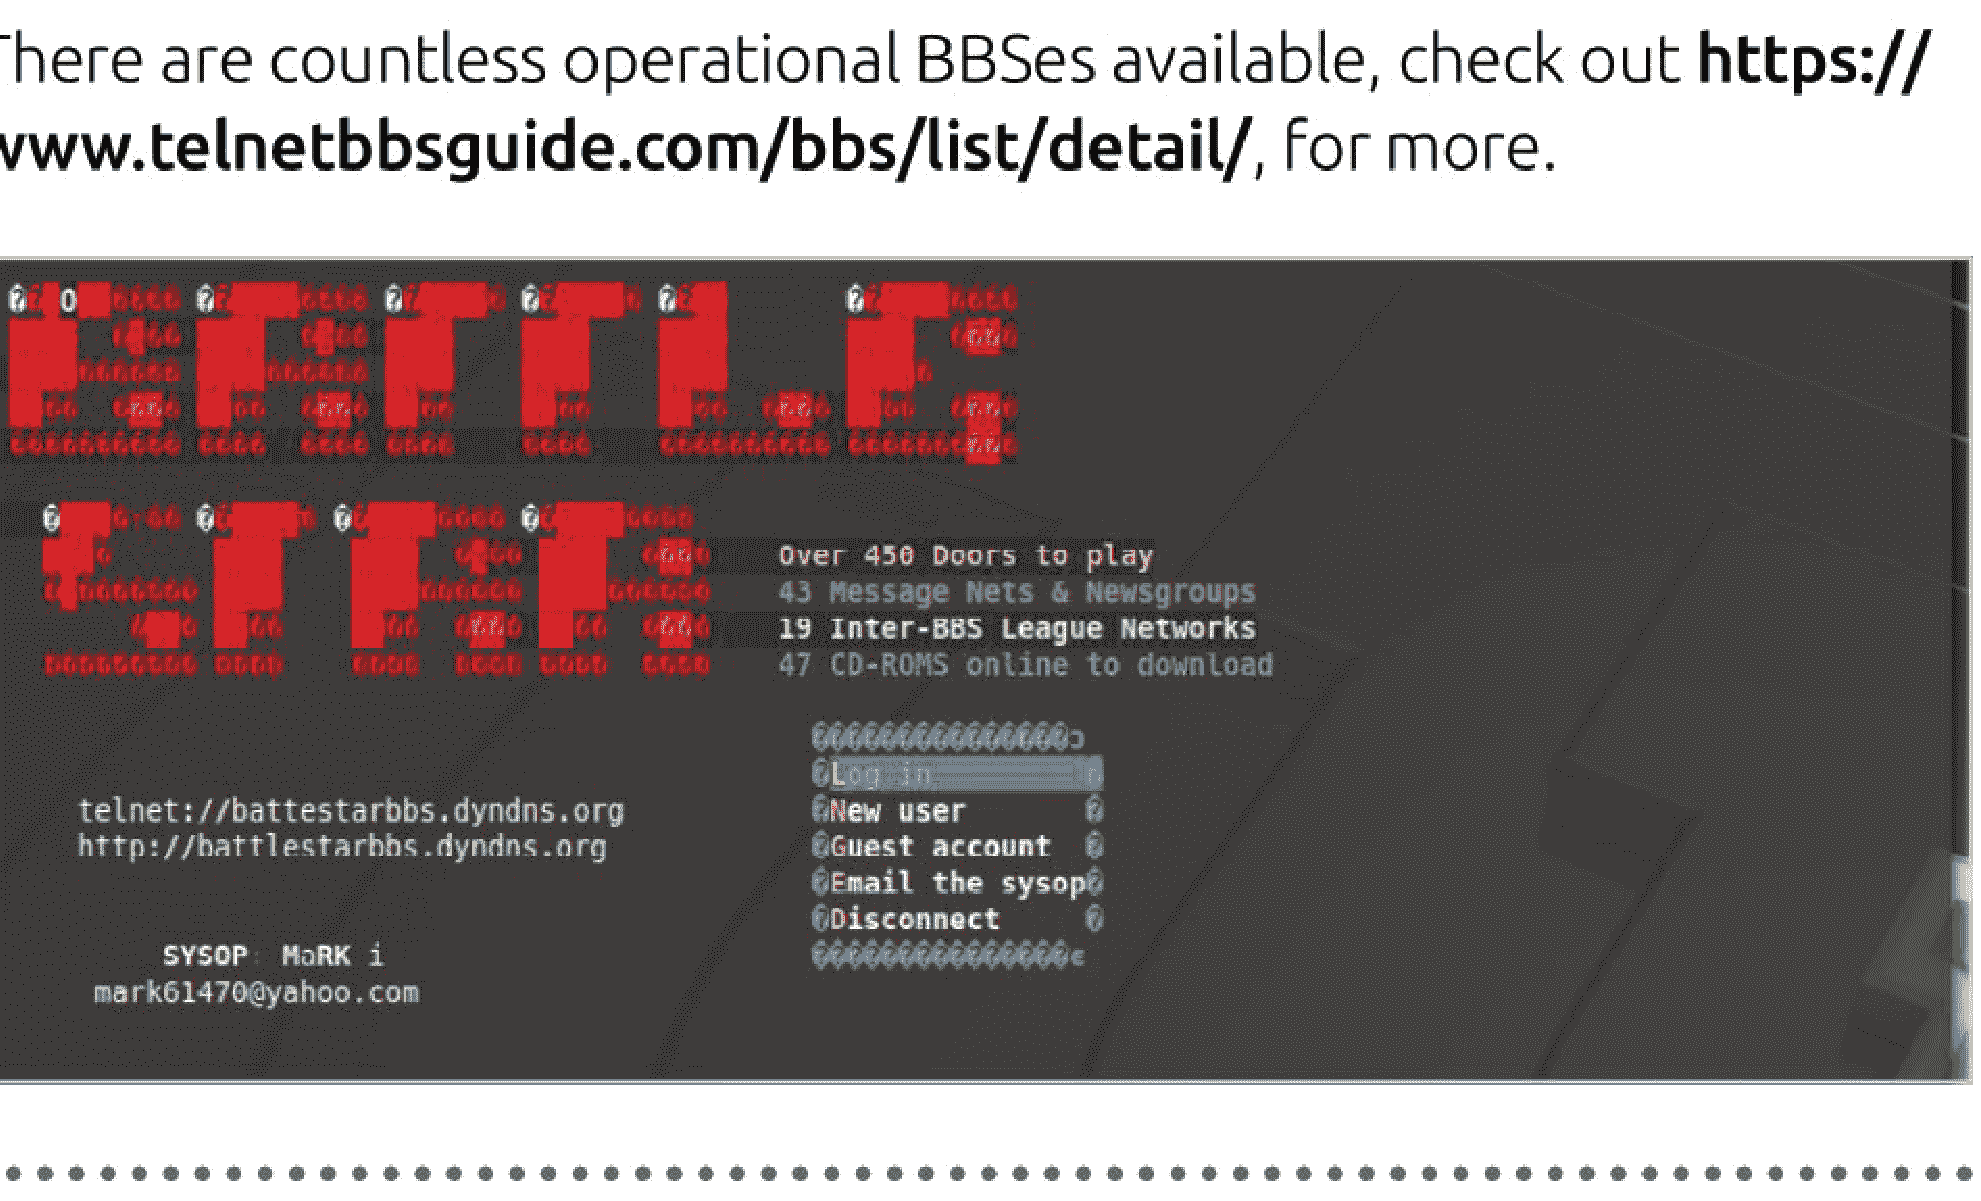 There are countless operational BBSes available, check out https://
www.telnetbbsguide.com/bbs/list/detail/, for more.
BATTLE
STAR
Over 450 Doors to play
43 Message Nets & Newsgroups
19 Inter-BBS League Networks
47 CD-ROMS online to download
Log in
New user
Guest account
Email the sysop
Disconnect
telnet://battestarbbs.dyndns.org
http://battlestarbbs.dyndns.org
SYSOP: MaRK i
mark61470@yahoo.com